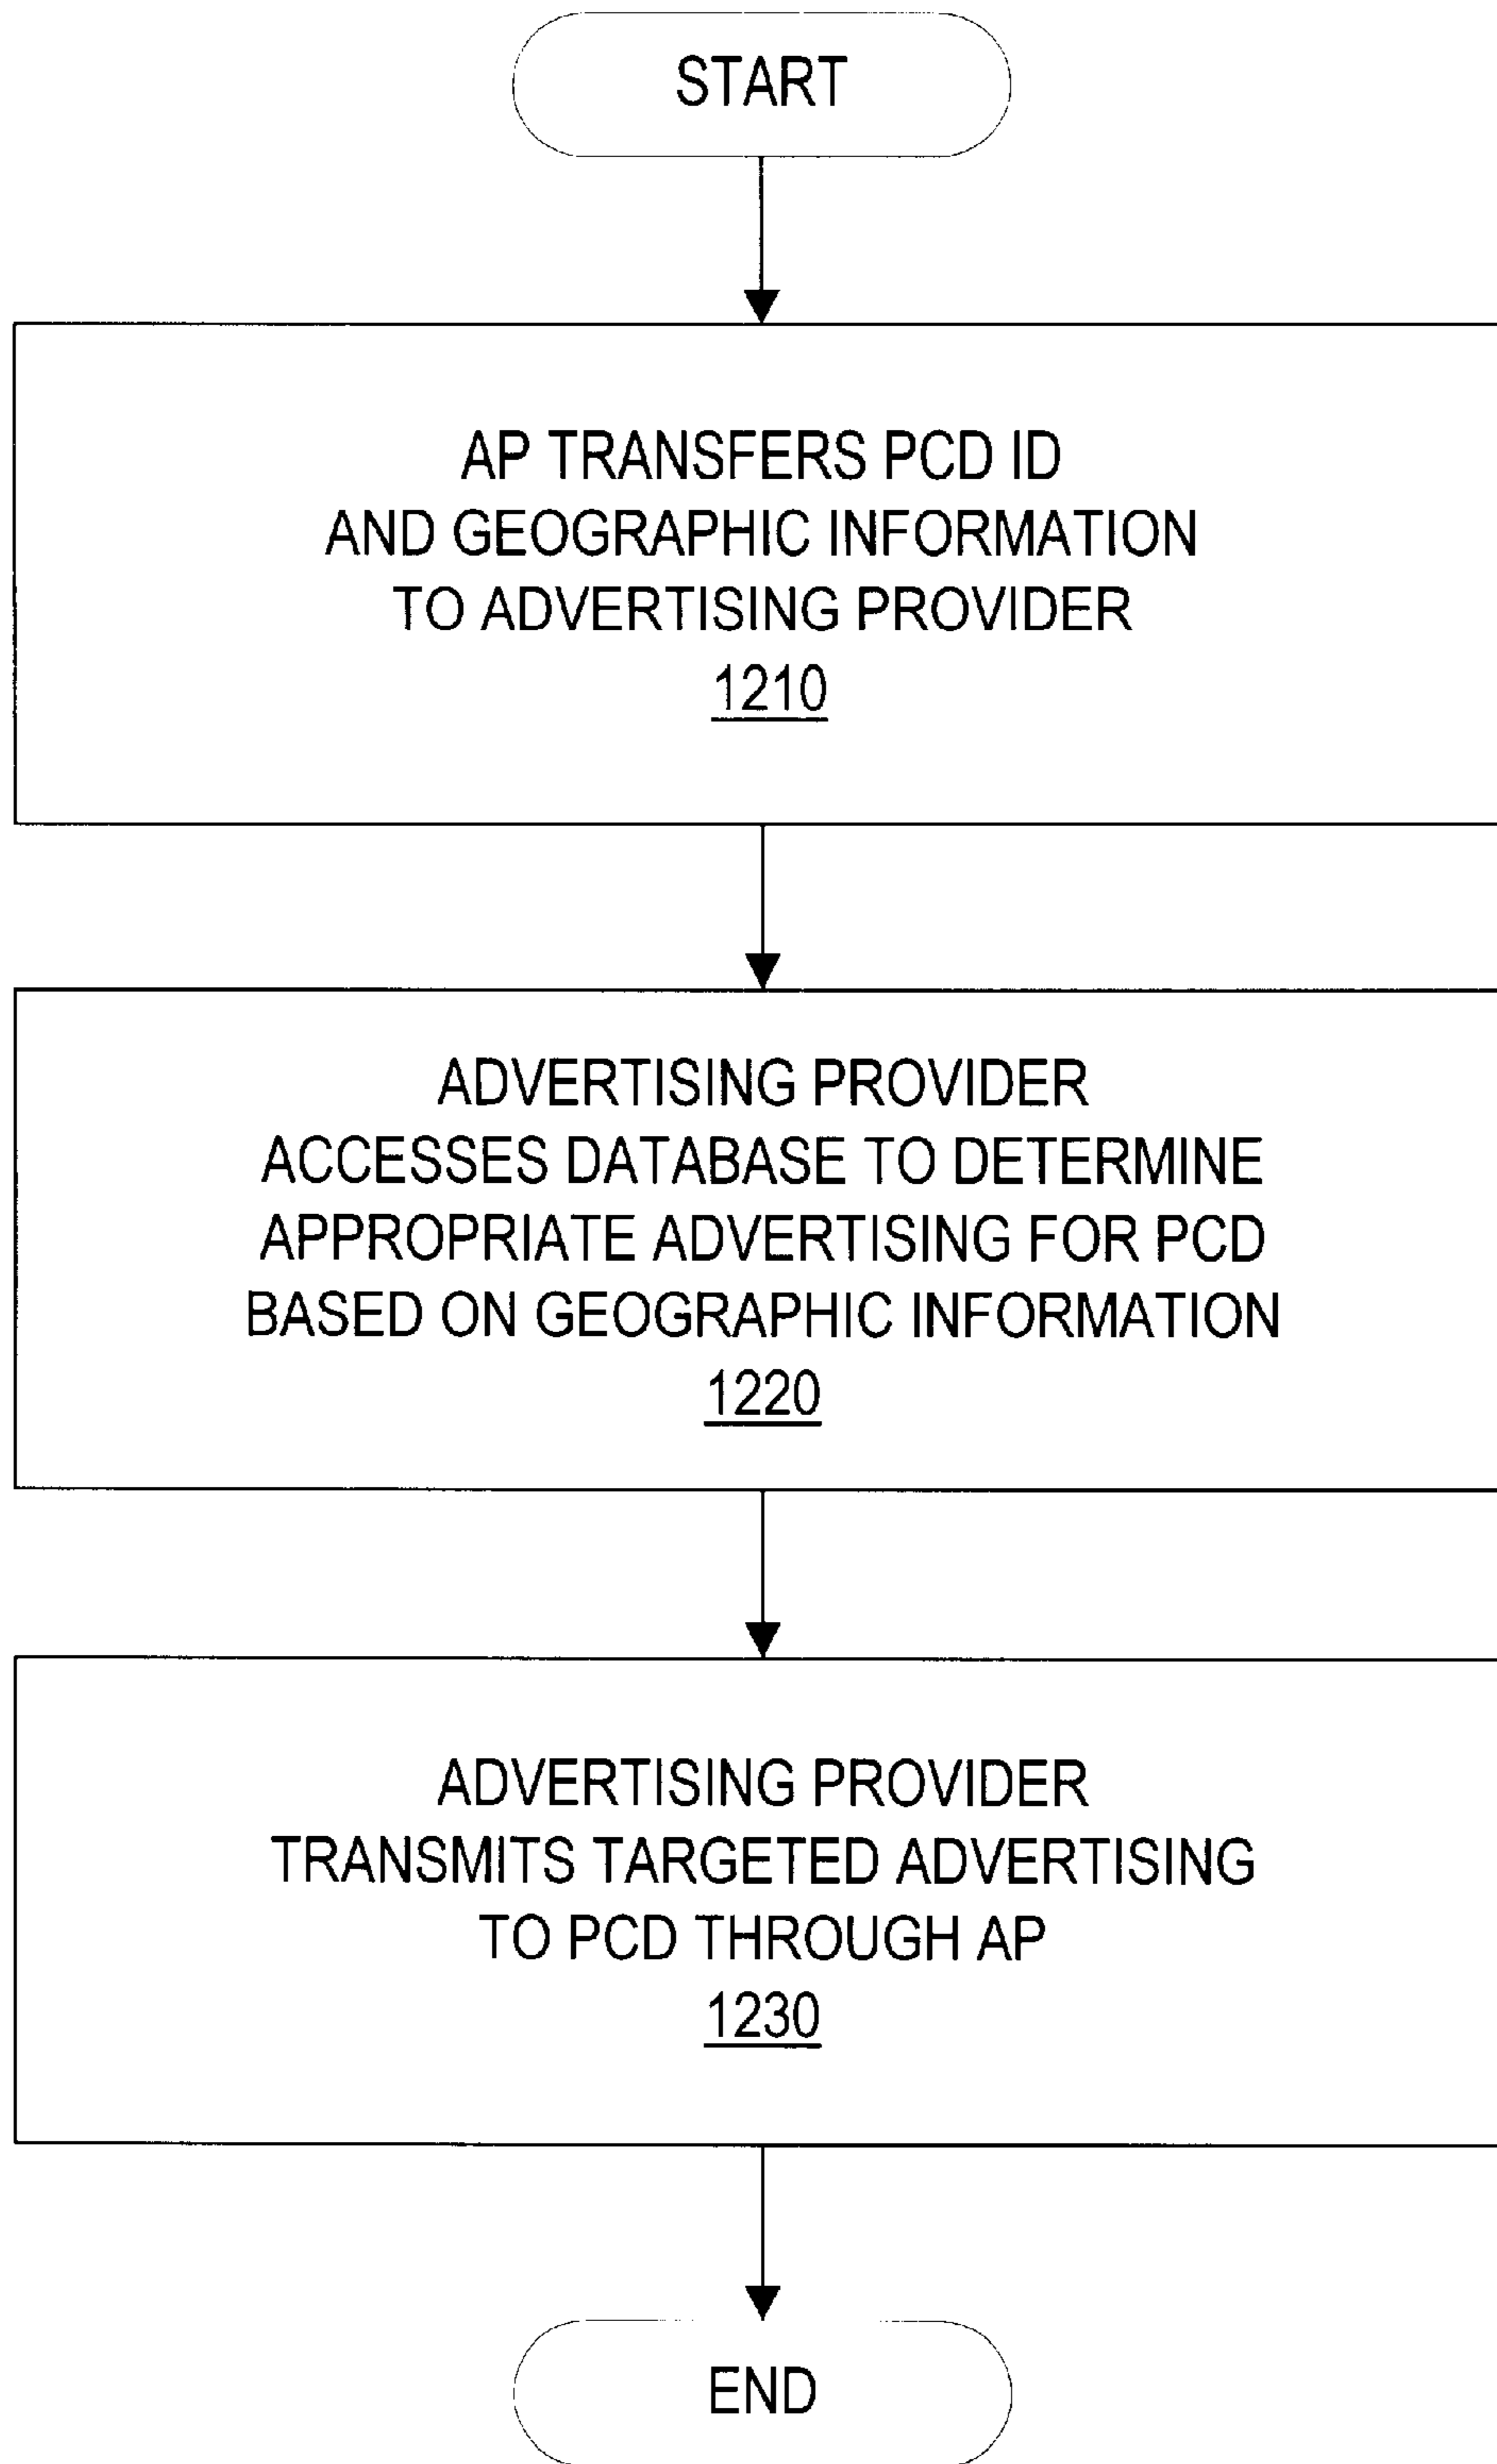 START
AP TRANSFERS PCD ID
AND GEOGRAPHIC INFORMATION
TO ADVERTISING PROVIDER
1210
ADVERTISING PROVIDER
ACCESSES DATABASE TO DETERMINE
APPROPRIATE ADVERTISING FOR PCD
BASED ON GEOGRAPHIC INFORMATION
1220
ADVERTISING PROVIDER
TRANSMITS TARGETED ADVERTISING
TO PCD THROUGH AP
1230
END